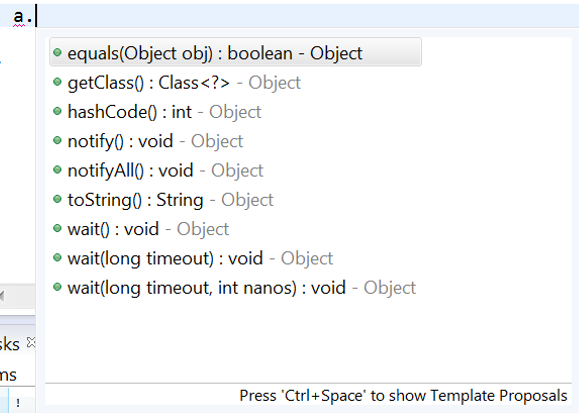 a.
equals(Object obj) : boolean - Object
getClass() : Class<?> - Object
hashCode() : int - Object
notify() : void - Object
notifyAll() : void - Object
toString() : String - Object
wait() : void - Object
wait(long timeout) : void - Object
wait(long timeout, int nanos) : void - Object
sks
ms
!
Press 'Ctrl+Space' to show Template Proposals